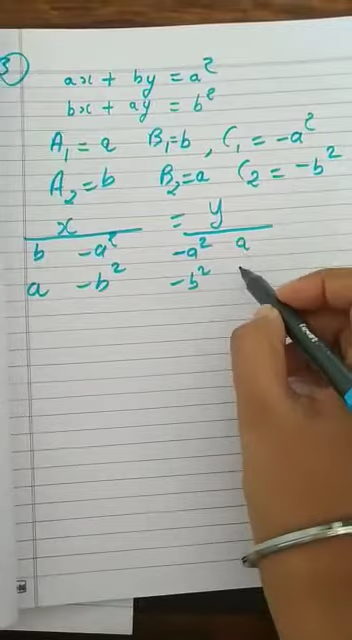 3
ax + by = a²
bx + ay = b²
A₁ = a B₁=b , C₁ = -a²
A₂ = b B₂=a C₂ = -b²
x = y
b -a² -a² a
a -b² -b²